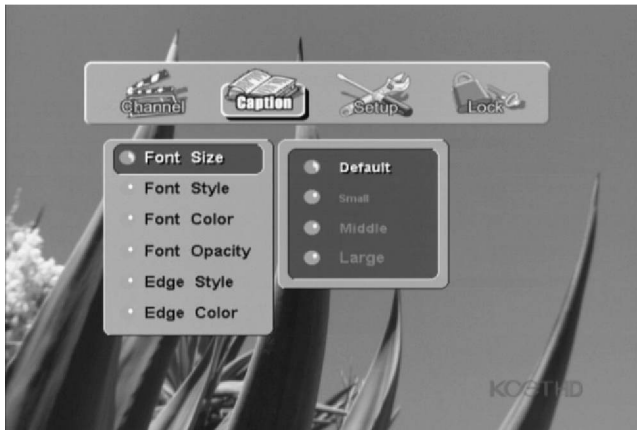 Channel
Caption
Setup
Lock
Font Size
Font Style
Font Color
Font Opacity
Edge Style
Edge Color
Default
Small
Middle
Large